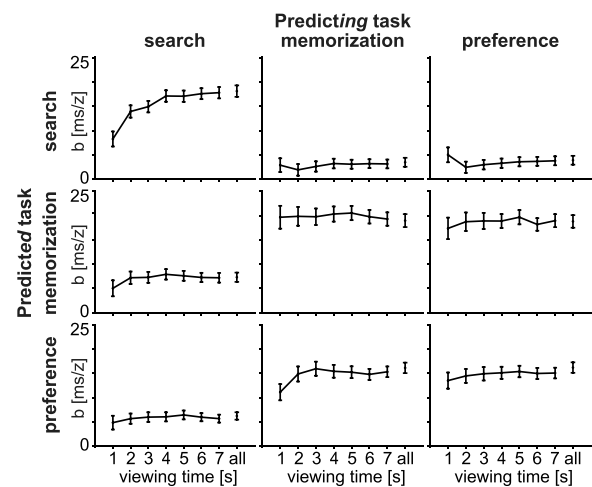 Predicting task
search memorization preference
25
search
b [ms/z]
0
25
Predicted task
memorization
b [ms/z]
0
25
preference
b [ms/z]
0
1 2 3 4 5 6 7 all 1 2 3 4 5 6 7 all 1 2 3 4 5 6 7 all
viewing time [s] viewing time [s] viewing time [s]